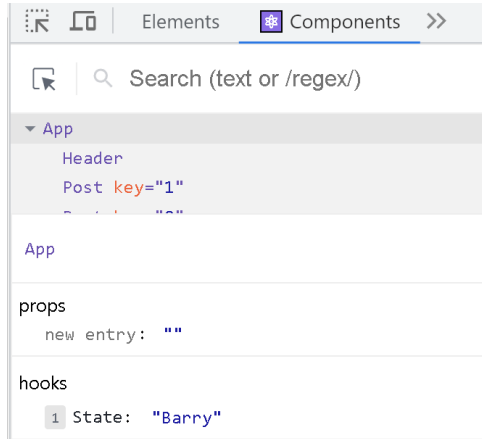 Elements Components
Search (text or /regex/)
App
Header
Post key="1"
App
props
new entry: ""
hooks
1 State: "Barry"